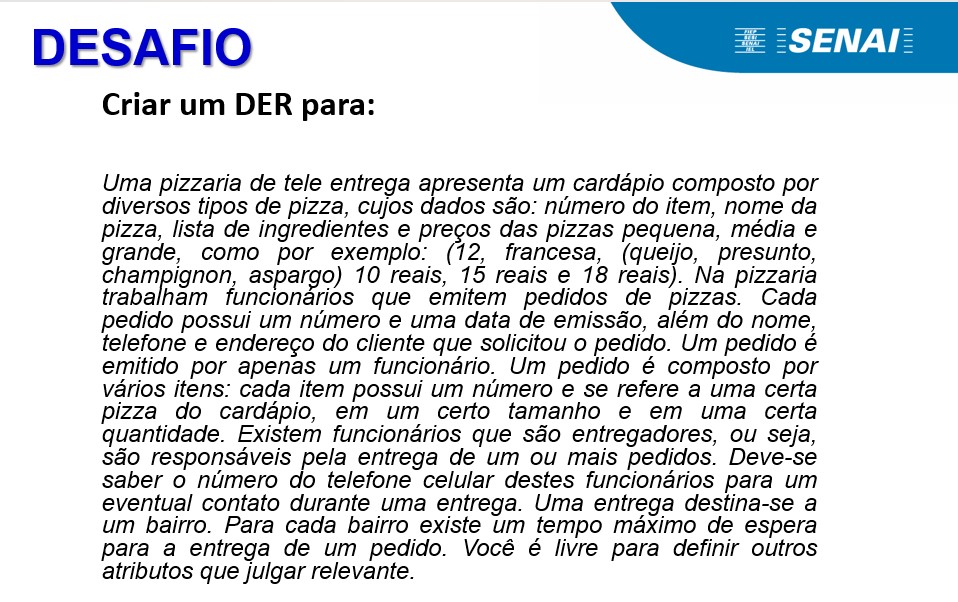 DESAFIO
FIEP
SESI
SENAI
IEL
SENAI
Criar um DER para:
Uma pizzaria de tele entrega apresenta um cardápio composto por
diversos tipos de pizza, cujos dados são: número do item, nome da
pizza, lista de ingredientes e preços das pizzas pequena, média e
grande, como por exemplo: (12, francesa, (queijo, presunto,
champignon, aspargo) 10 reais, 15 reais e 18 reais). Na pizzaria
trabalham funcionários que emitem pedidos de pizzas. Cada
pedido possui um número e uma data de emissão, além do nome,
telefone e endereço do cliente que solicitou o pedido. Um pedido é
emitido por apenas um funcionário. Um pedido é composto por
vários itens: cada item possui um número e se refere a uma certa
pizza do cardápio, em um certo tamanho e em uma certa
quantidade. Existem funcionários que são entregadores, ou seja,
são responsáveis pela entrega de um ou mais pedidos. Deve-se
saber o número do telefone celular destes funcionários para um
eventual contato durante uma entrega. Uma entrega destina-se a
um bairro. Para cada bairro existe um tempo máximo de espera
para a entrega de um pedido. Você é livre para definir outros
atributos que julgar relevante.